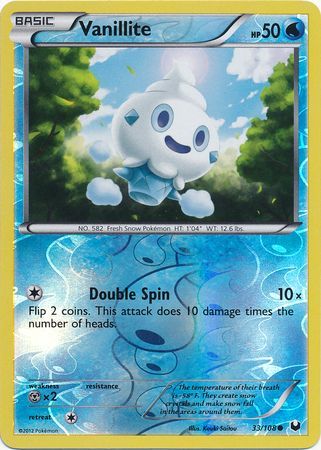 BASIC
Vanillite
HP 50
NO. 582 Fresh Snow Pokémon HT: 1'04" WT: 12.6 lbs.
Double Spin 10×
Flip 2 coins. This attack does 10 damage times
the number of heads.
weakness resistance
×2
retreat
The temperature of their breath
is -58° F. They create snow
crystals and make snow fall
in the areas around them.
©2012 Pokémon
Illus. Kouki Saitou
33/108